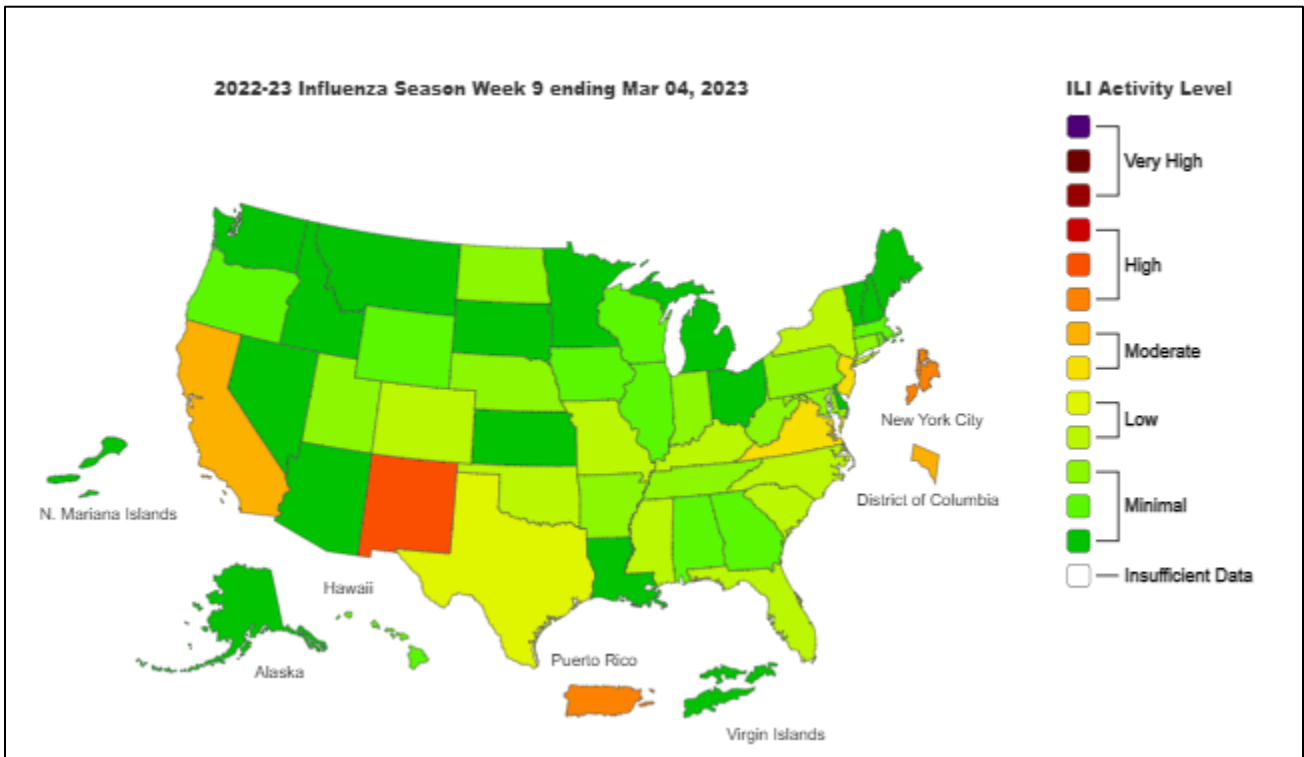 2022-23 Influenza Season Week 9 ending Mar 04, 2023
ILI Activity Level
Very High
High
Moderate
Low
Minimal
Insufficient Data
New York City
District of Columbia
N. Mariana Islands
Hawaii
Alaska
Puerto Rico
Virgin Islands